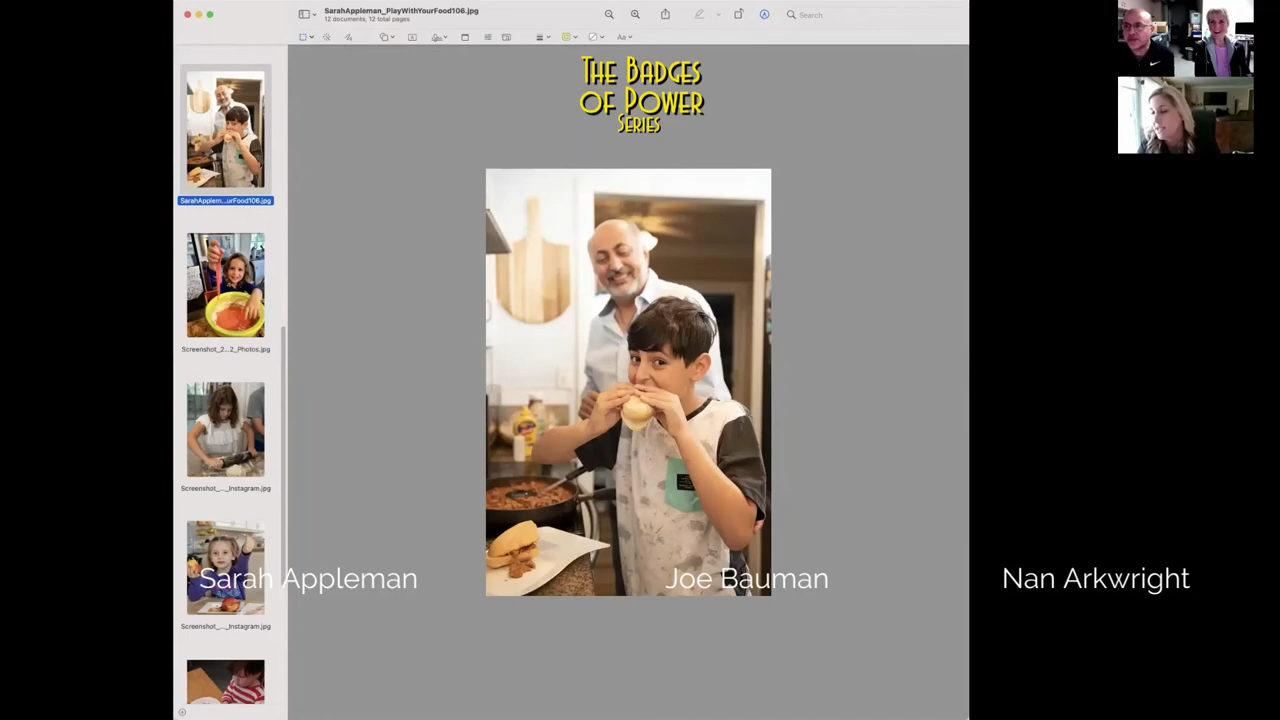 SarahAppleman_PlayWithYourFood106.jpg
12 documents, 12 total pages
Search
Aa
The Badges
of Power
Series
SarahApplem...urFood106.jpg
Screenshot_2...2_Photos.jpg
Screenshot_..._Instagram.jpg
Screenshot_..._Instagram.jpg
Sarah Appleman
Joe Bauman
Nan Arkwright